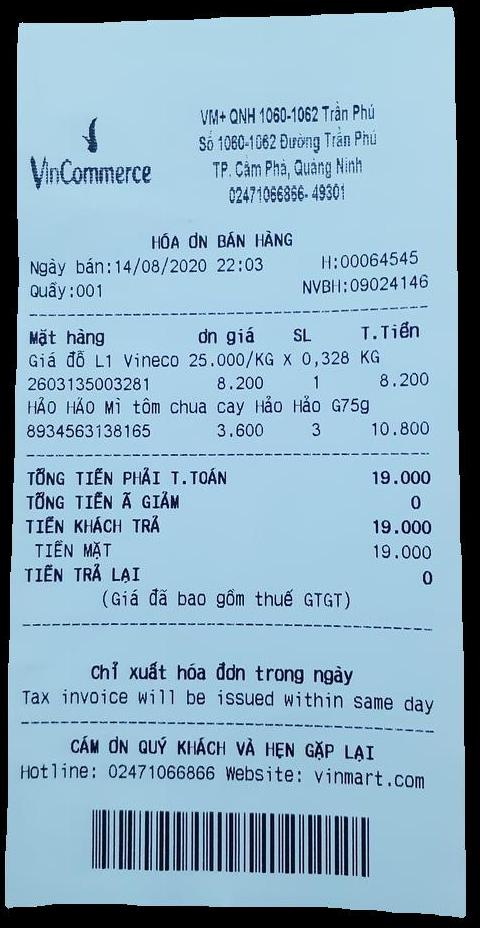 VinCommerce
VM+ QNH 1060-1062 Trần Phú
Số 1060-1062 Đường Trần Phú
TP. Cẩm Phả, Quảng Ninh
02471066866- 49301
HÓA ƠN BÁN HÀNG
Ngày bán:14/08/2020 22:03 H:00064545
Quầy:001 NVBH:09024146
Mặt hàng ơn giá SL T.Tiền
Giá đỗ L1 Vineco 25.000/KG X 0,328 KG
2603135003281 8.200 1 8.200
HẢO HẢO Mì tôm chua cay Hảo Hảo G75g
8934563138165 3.600 3 10.800
TỔNG TIỀN PHẢI T.TOÁN 19.000
TỔNG TIỀN Ã GIẢM 0
TIỀN KHÁCH TRẢ 19.000
TIỀN MẶT 19.000
TIỀN TRẢ LẠI 0
(Giá đã bao gồm thuế GTGT)
Chỉ xuất hóa đơn trong ngày
Tax invoice will be issued within same day
CÁM ƠN QUÝ KHÁCH VÀ HẸN GẶP LẠI
Hotline: 02471066866 Website: vinmart.com